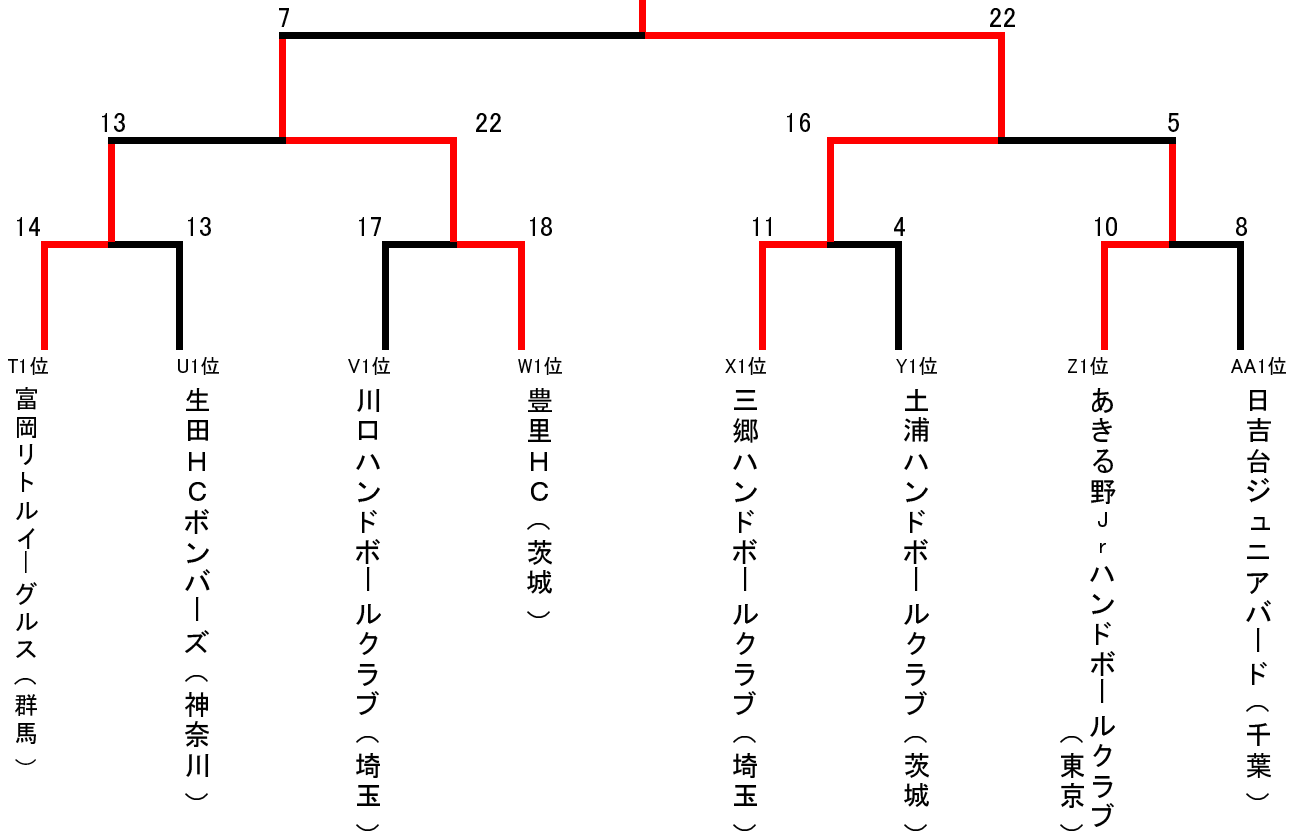 7
22
13
22
16
5
14
13
17
18
11
4
10
8
T1位
U1位
V1位
W1位
X1位
Y1位
Z1位
AA1位
富岡リトルイーグルス（群馬）
生田HCボンバーズ（神奈川）
川口ハンドボールクラブ（埼玉）
豊里HC（茨城）
三郷ハンドボールクラブ（埼玉）
土浦ハンドボールクラブ（茨城）
あきる野Jrハンドボールクラブ
（東京）
日吉台ジュニアバード（千葉）